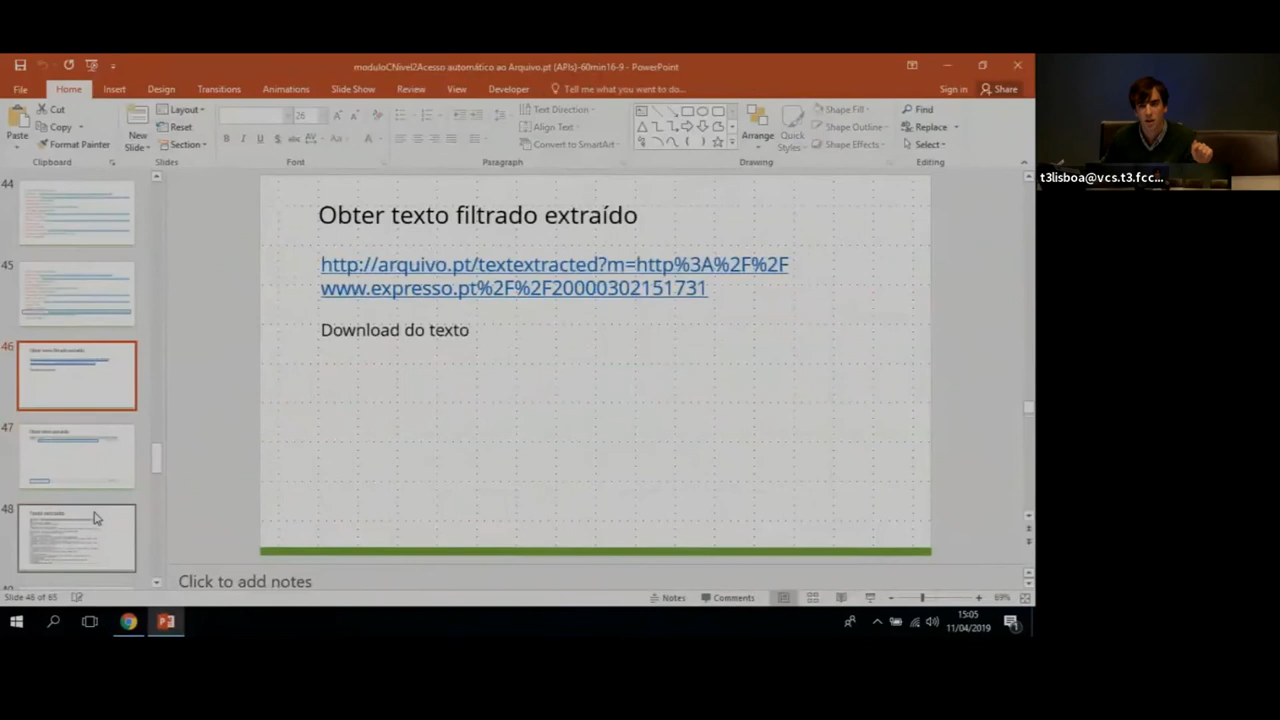 moduloCNivel2Acesso automático ao Arquivo.pt (APIs)-60min16-9 - PowerPoint
File Home Insert Design Transitions Animations Slide Show Review View Developer Tell me what you want to do... Sign in Share
Paste
Cut
Copy
Format Painter
Clipboard
New Slide
Layout
Reset
Section
Slides
26
B I U S abc AV Aa A
Font
Text Direction
Align Text
Convert to SmartArt
Paragraph
Arrange
Quick Styles
Shape Fill
Shape Outline
Shape Effects
Drawing
Find
Replace
Select
Editing
t3lisboa@vcs.t3.fcc...
44
45
46
47
48
Obter texto filtrado extraído
http://arquivo.pt/textextracted?m=http%3A%2F%2F
www.expresso.pt%2F%2F20000302151731
Download do texto
Click to add notes
Slide 46 of 85
Notes Comments 69%
15:05
11/04/2019